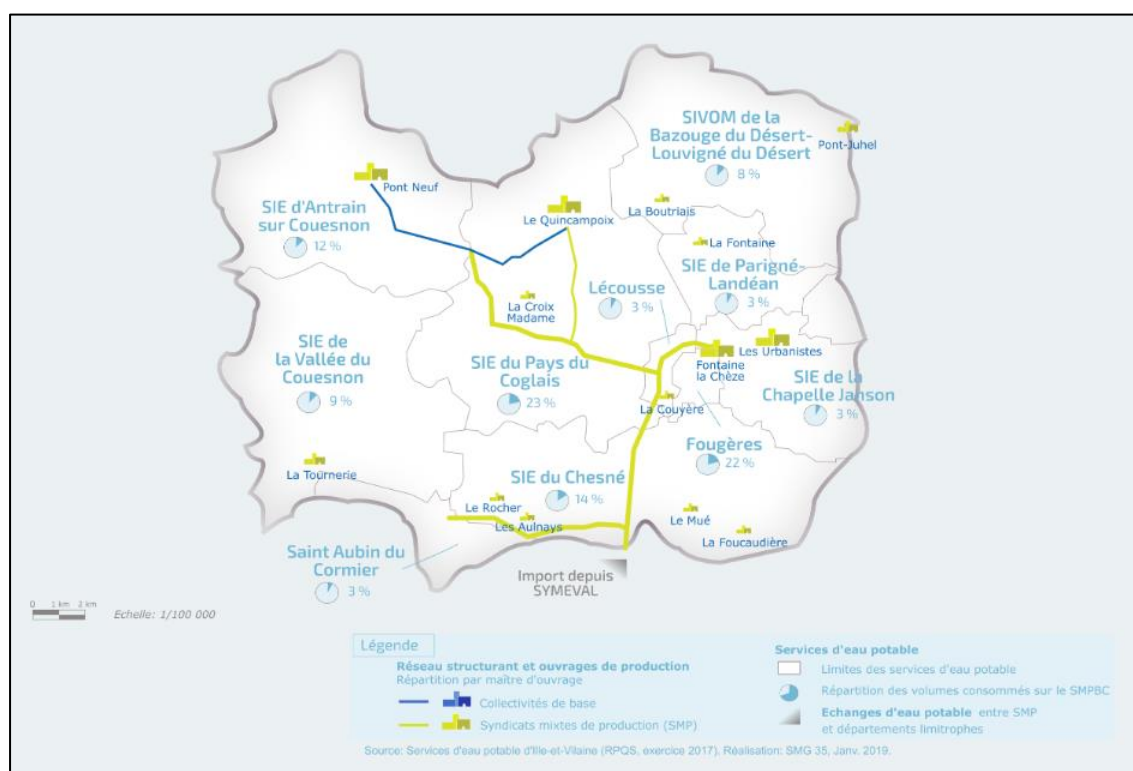 SIVOM de la
Bazouge du Désert-
Louvigné du Désert
8 %
Pont-Juhel
Pont Neuf
SIE d'Antrain
sur Couesnon
12 %
Le Quincampoix
La Boutriais
La Fontaine
SIE de Parigné-
Landéan
3 %
Lécousse
3 %
La Croix
Madame
SIE de
la Vallée du
Couesnon
9 %
SIE du Pays du
Coglais
23 %
Les Urbanistes
Fontaine
la Chèze
SIE de la
Chapelle Janson
3 %
La Couyère
Fougères
22 %
La Tournerie
SIE du Chesné
14 %
Le Rocher
Les Aulnays
Le Mué
La Foucaudière
Saint Aubin du
Cormier
3 %
Import depuis
SYMEVAL
0 1 km 2 km
Echelle: 1/100 000
Légende
Réseau structurant et ouvrages de production
Répartition par maître d'ouvrage
Collectivités de base
Syndicats mixtes de production (SMP)
Services d'eau potable
Limites des services d'eau potable
Répartition des volumes consommés sur le SMPBC
Echanges d'eau potable entre SMP
et départements limitrophes
Source: Services d'eau potable d'Ille-et-Vilaine (RPQS, exercice 2017). Réalisation: SMG 35, Janv. 2019.